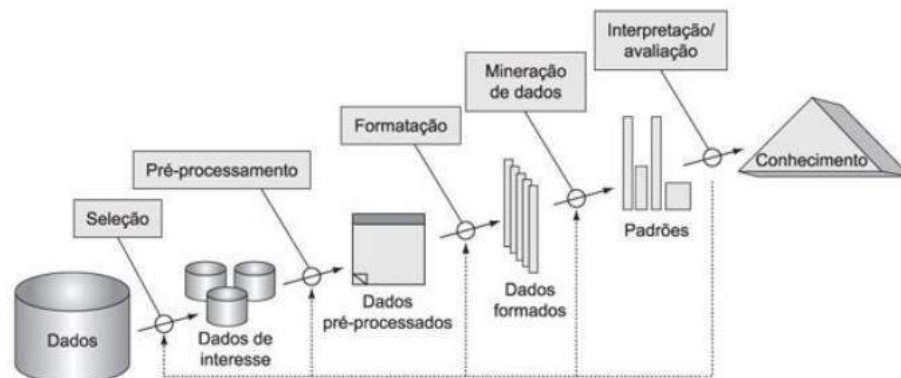 Interpretação/
avaliação
Mineração
de dados
Formatação
Pré-processamento
Seleção
Conhecimento
Padrões
Dados
formados
Dados
pré-processados
Dados de
interesse
Dados